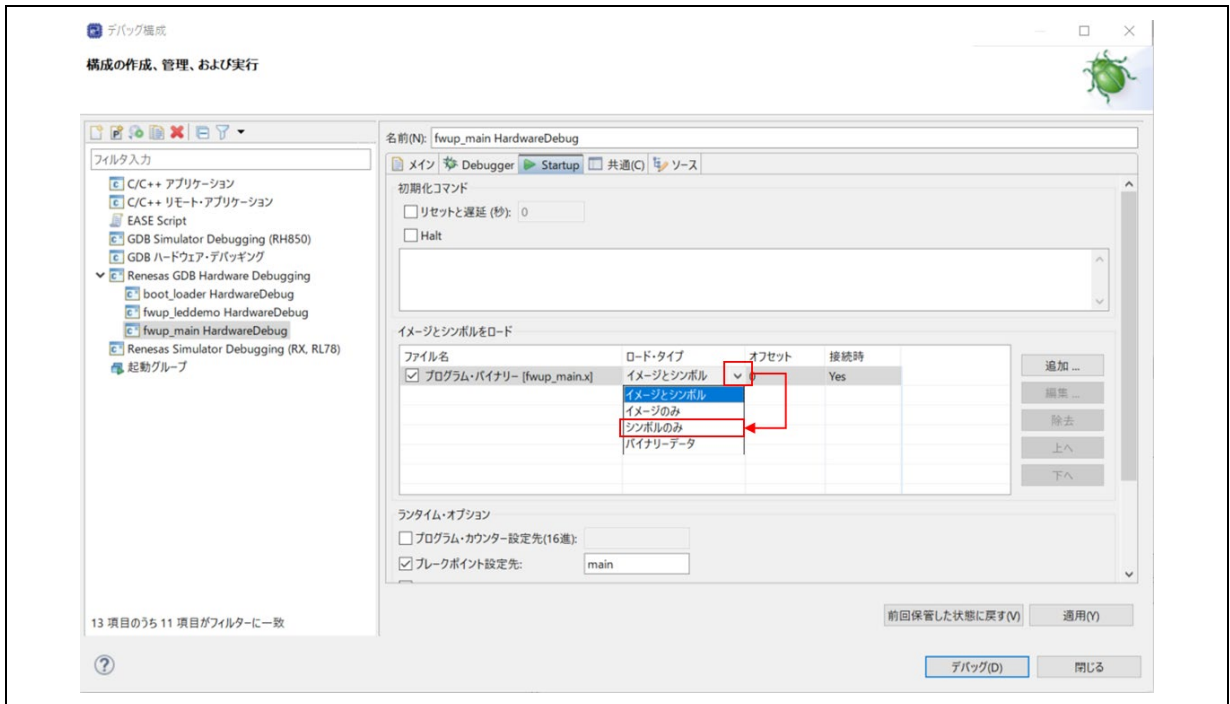 デバッグ構成
構成の作成、管理、および実行
フィルタ入力
C/C++ アプリケーション
C/C++ リモート・アプリケーション
EASE Script
GDB Simulator Debugging (RH850)
GDB ハードウェア・デバッギング
Renesas GDB Hardware Debugging
boot_loader HardwareDebug
fwup_leddemo HardwareDebug
fwup_main HardwareDebug
Renesas Simulator Debugging (RX, RL78)
起動グループ
13 項目のうち 11 項目がフィルターに一致
名前(N): fwup_main HardwareDebug
メイン Debugger Startup 共通(C) ソース
初期化コマンド
リセットと遅延 (秒): 0
Halt
イメージとシンボルをロード
ファイル名 ロード・タイプ オフセット 接続時
プログラム・バイナリー [fwup_main.x] イメージとシンボル 0 Yes
イメージとシンボル
イメージのみ
シンボルのみ
バイナリーデータ
追加 ...
編集 ...
除去
上へ
下へ
ランタイム・オプション
プログラム・カウンター設定先(16進):
ブレークポイント設定先: main
前回保管した状態に戻す(V) 適用(Y)
デバッグ(D) 閉じる